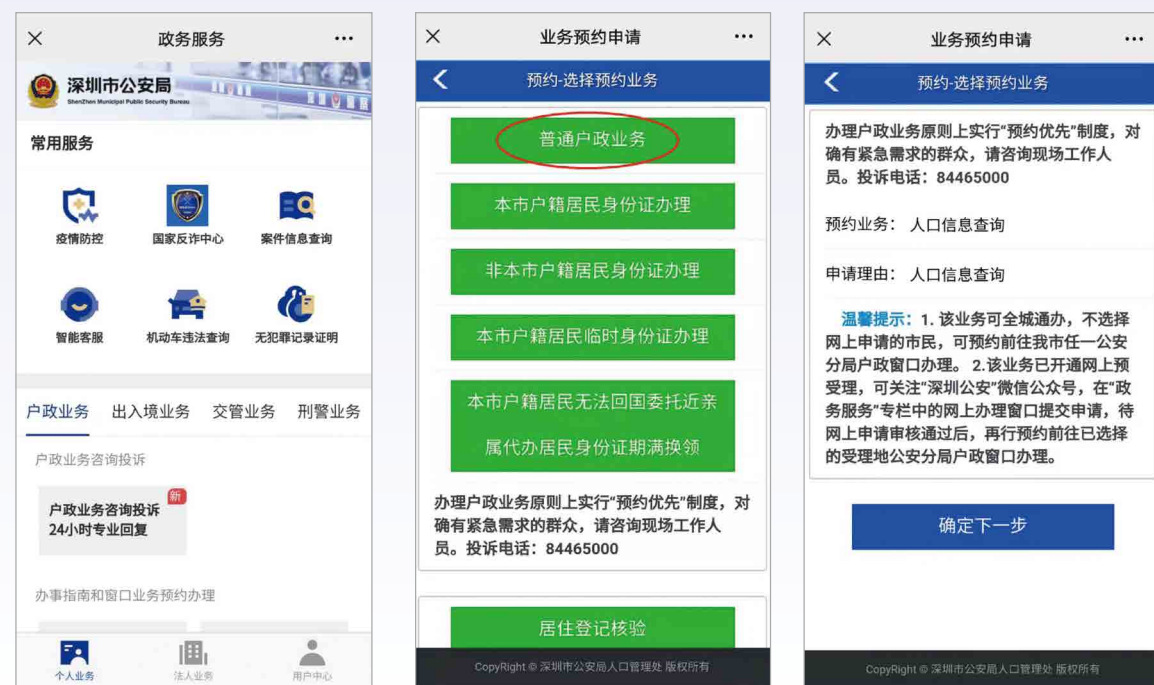 政务服务
深圳市公安局
ShenZhen Municipal Public Security Bureau
常用服务
疫情防控
国家反诈中心
案件信息查询
智能客服
机动车违法查询
无犯罪记录证明
户政业务
出入境业务
交管业务
刑警业务
户政业务咨询投诉
新
户政业务咨询投诉
24小时专业回复
办事指南和窗口业务预约办理
个人业务
法人业务
用户中心
业务预约申请
预约-选择预约业务
普通户政业务
本市户籍居民身份证办理
非本市户籍居民身份证办理
本市户籍居民临时身份证办理
本市户籍居民无法回国委托近亲
属代办居民身份证期满换领
办理户政业务原则上实行“预约优先”制度，对
确有紧急需求的群众，请咨询现场工作人
员。投诉电话：84465000
居住登记核验
CopyRight © 深圳市公安局人口管理处 版权所有
业务预约申请
预约-选择预约业务
办理户政业务原则上实行“预约优先”制度，对
确有紧急需求的群众，请咨询现场工作人
员。投诉电话：84465000
预约业务： 人口信息查询
申请理由： 人口信息查询
温馨提示：1. 该业务可全城通办，不选择
网上申请的市民，可预约前往我市任一公安
分局户政窗口办理。 2.该业务已开通网上预
受理，可关注“深圳公安”微信公众号，在“政
务服务”专栏中的网上办理窗口提交申请，待
网上申请审核通过后，再行预约前往已选择
的受理地公安分局户政窗口办理。
确定下一步
CopyRight © 深圳市公安局人口管理处 版权所有